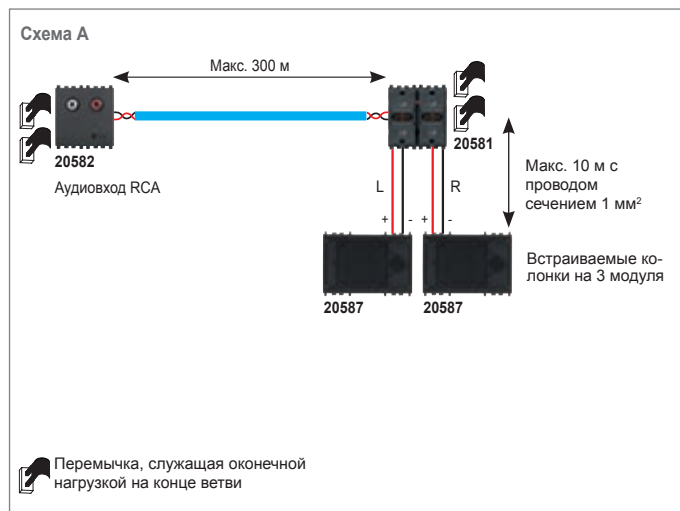 Схема А
Макс. 300 м
20582
20581
Аудиовход RCA
L
R
Макс. 10 м с
проводом
сечением 1 мм²
+ - + -
Встраиваемые ко-
лонки на 3 модуля
20587
20587
Перемычка, служащая оконечной
нагрузкой на конце ветви